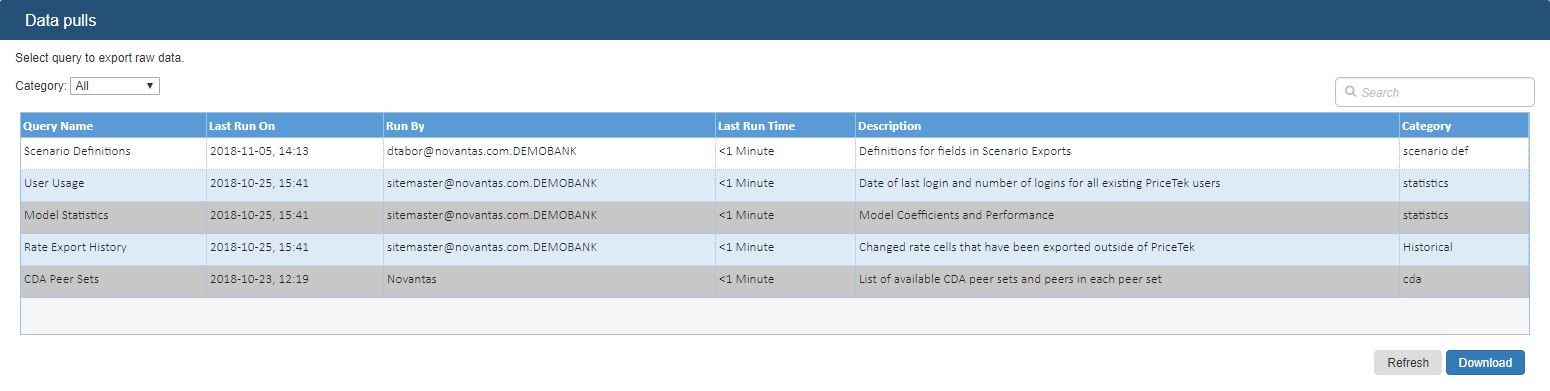 Data pulls
Select query to export raw data.
Category: All
Search
Query Name Last Run On Run By Last Run Time Description Category
Scenario Definitions 2018-11-05, 14:13 dtabor@novantas.com.DEMOBANK <1 Minute Definitions for fields in Scenario Exports scenario def
User Usage 2018-10-25, 15:41 sitemaster@novantas.com.DEMOBANK <1 Minute Date of last login and number of logins for all existing PriceTek users statistics
Model Statistics 2018-10-25, 15:41 sitemaster@novantas.com.DEMOBANK <1 Minute Model Coefficients and Performance statistics
Rate Export History 2018-10-25, 15:41 sitemaster@novantas.com.DEMOBANK <1 Minute Changed rate cells that have been exported outside of PriceTek Historical
CDA Peer Sets 2018-10-23, 12:19 Novantas <1 Minute List of available CDA peer sets and peers in each peer set cda
Refresh Download